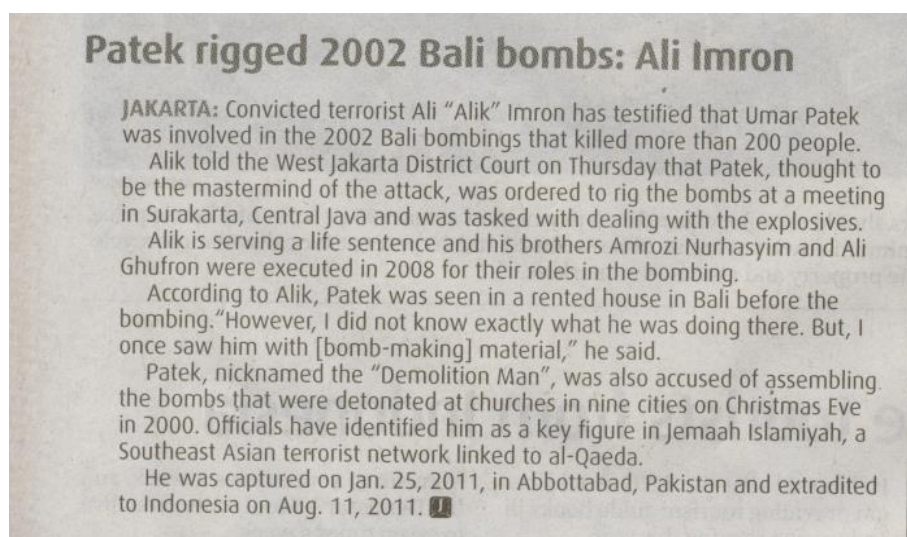 Patek rigged 2002 Bali bombs: Ali Imron
JAKARTA: Convicted terrorist Ali “Alik” Imron has testified that Umar Patek
was involved in the 2002 Bali bombings that killed more than 200 people.
Alik told the West Jakarta District Court on Thursday that Patek, thought to
be the mastermind of the attack, was ordered to rig the bombs at a meeting
in Surakarta, Central Java and was tasked with dealing with the explosives.
Alik is serving a life sentence and his brothers Amrozi Nurhasyim and Ali
Ghufron were executed in 2008 for their roles in the bombing.
According to Alik, Patek was seen in a rented house in Bali before the
bombing.“However, I did not know exactly what he was doing there. But, I
once saw him with [bomb-making] material,” he said.
Patek, nicknamed the “Demolition Man”, was also accused of assembling
the bombs that were detonated at churches in nine cities on Christmas Eve
in 2000. Officials have identified him as a key figure in Jemaah Islamiyah, a
Southeast Asian terrorist network linked to al-Qaeda.
He was captured on Jan. 25, 2011, in Abbottabad, Pakistan and extradited
to Indonesia on Aug. 11, 2011.